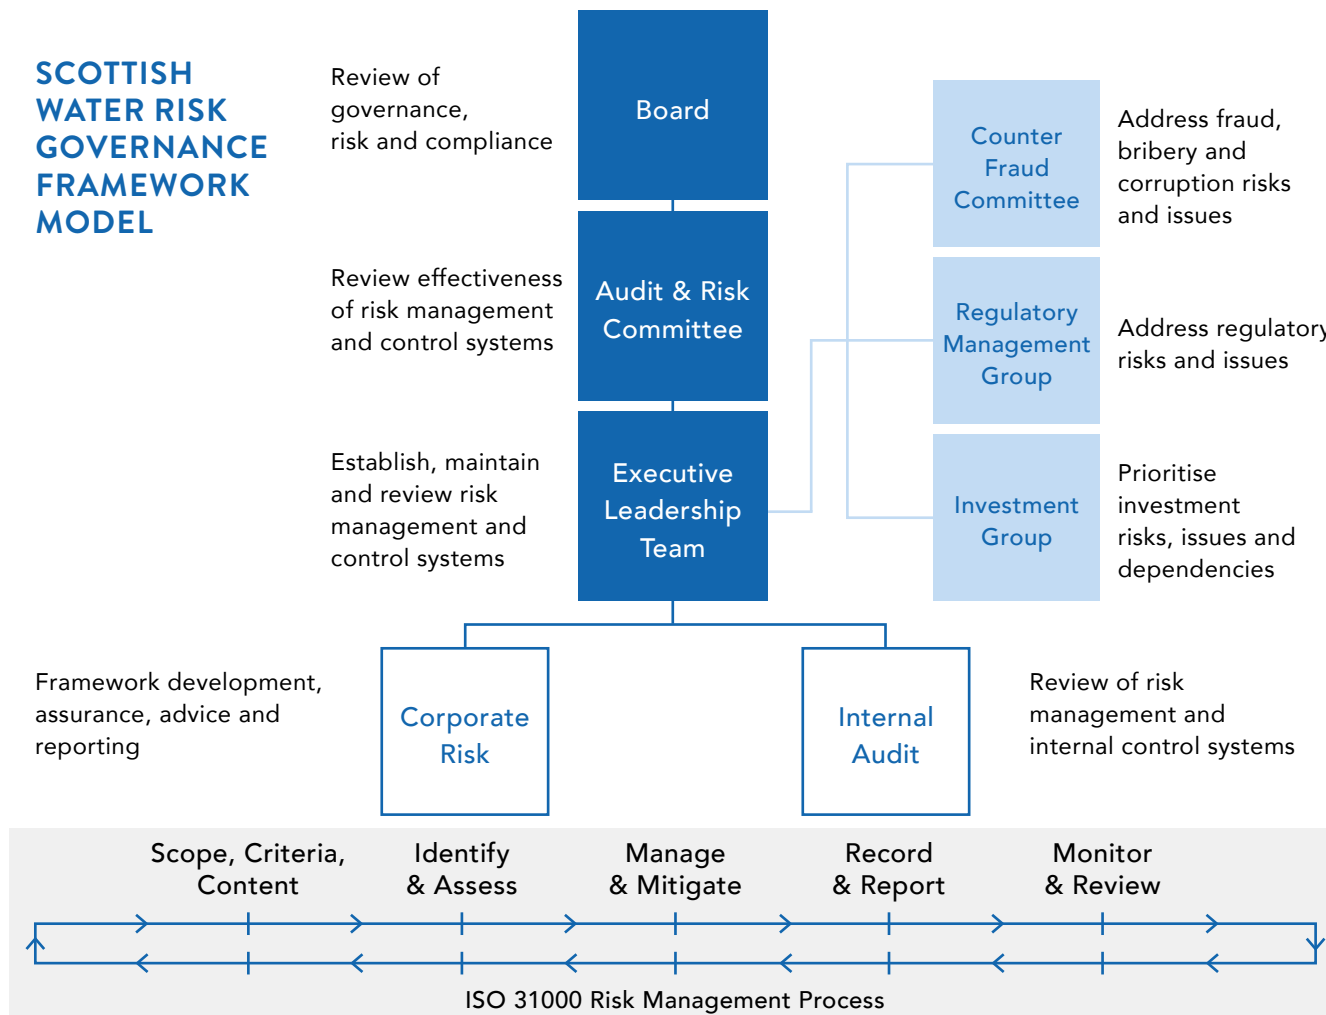 SCOTTISH
WATER RISK
GOVERNANCE
FRAMEWORK
MODEL
Review of
governance,
risk and compliance
Board
Counter
Fraud
Committee
Address fraud,
bribery and
corruption risks
and issues
Review effectiveness
of risk management
and control systems
Audit & Risk
Committee
Regulatory
Management
Group
Address regulatory
risks and issues
Establish, maintain
and review risk
management and
control systems
Executive
Leadership
Team
Investment
Group
Prioritise
investment
risks, issues and
dependencies
Framework development,
assurance, advice and
reporting
Corporate
Risk
Internal
Audit
Review of risk
management and
internal control systems
Scope, Criteria,
Content
Identify
& Assess
Manage
& Mitigate
Record
& Report
Monitor
& Review
ISO 31000 Risk Management Process